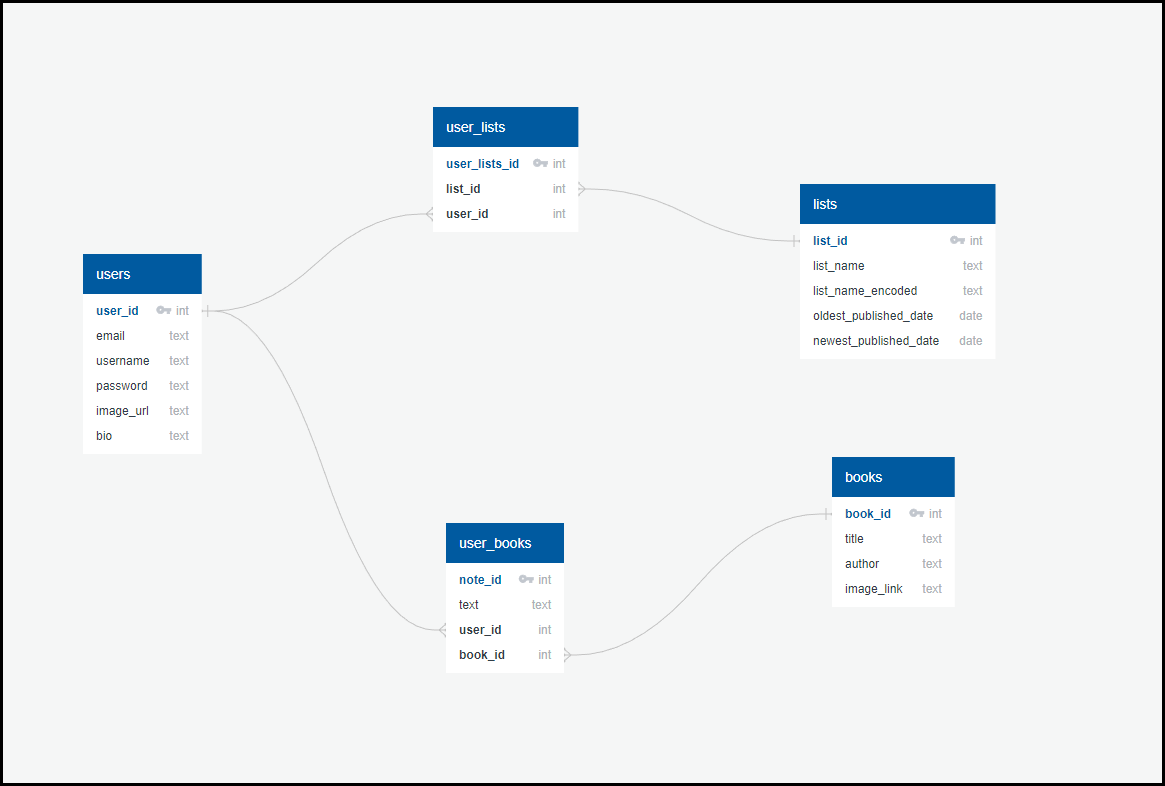 user_lists
user_lists_id int
list_id int
user_id int
lists
list_id int
list_name text
list_name_encoded text
oldest_published_date date
newest_published_date date
users
user_id int
email text
username text
password text
image_url text
bio text
books
book_id int
title text
author text
image_link text
user_books
note_id int
text text
user_id int
book_id int